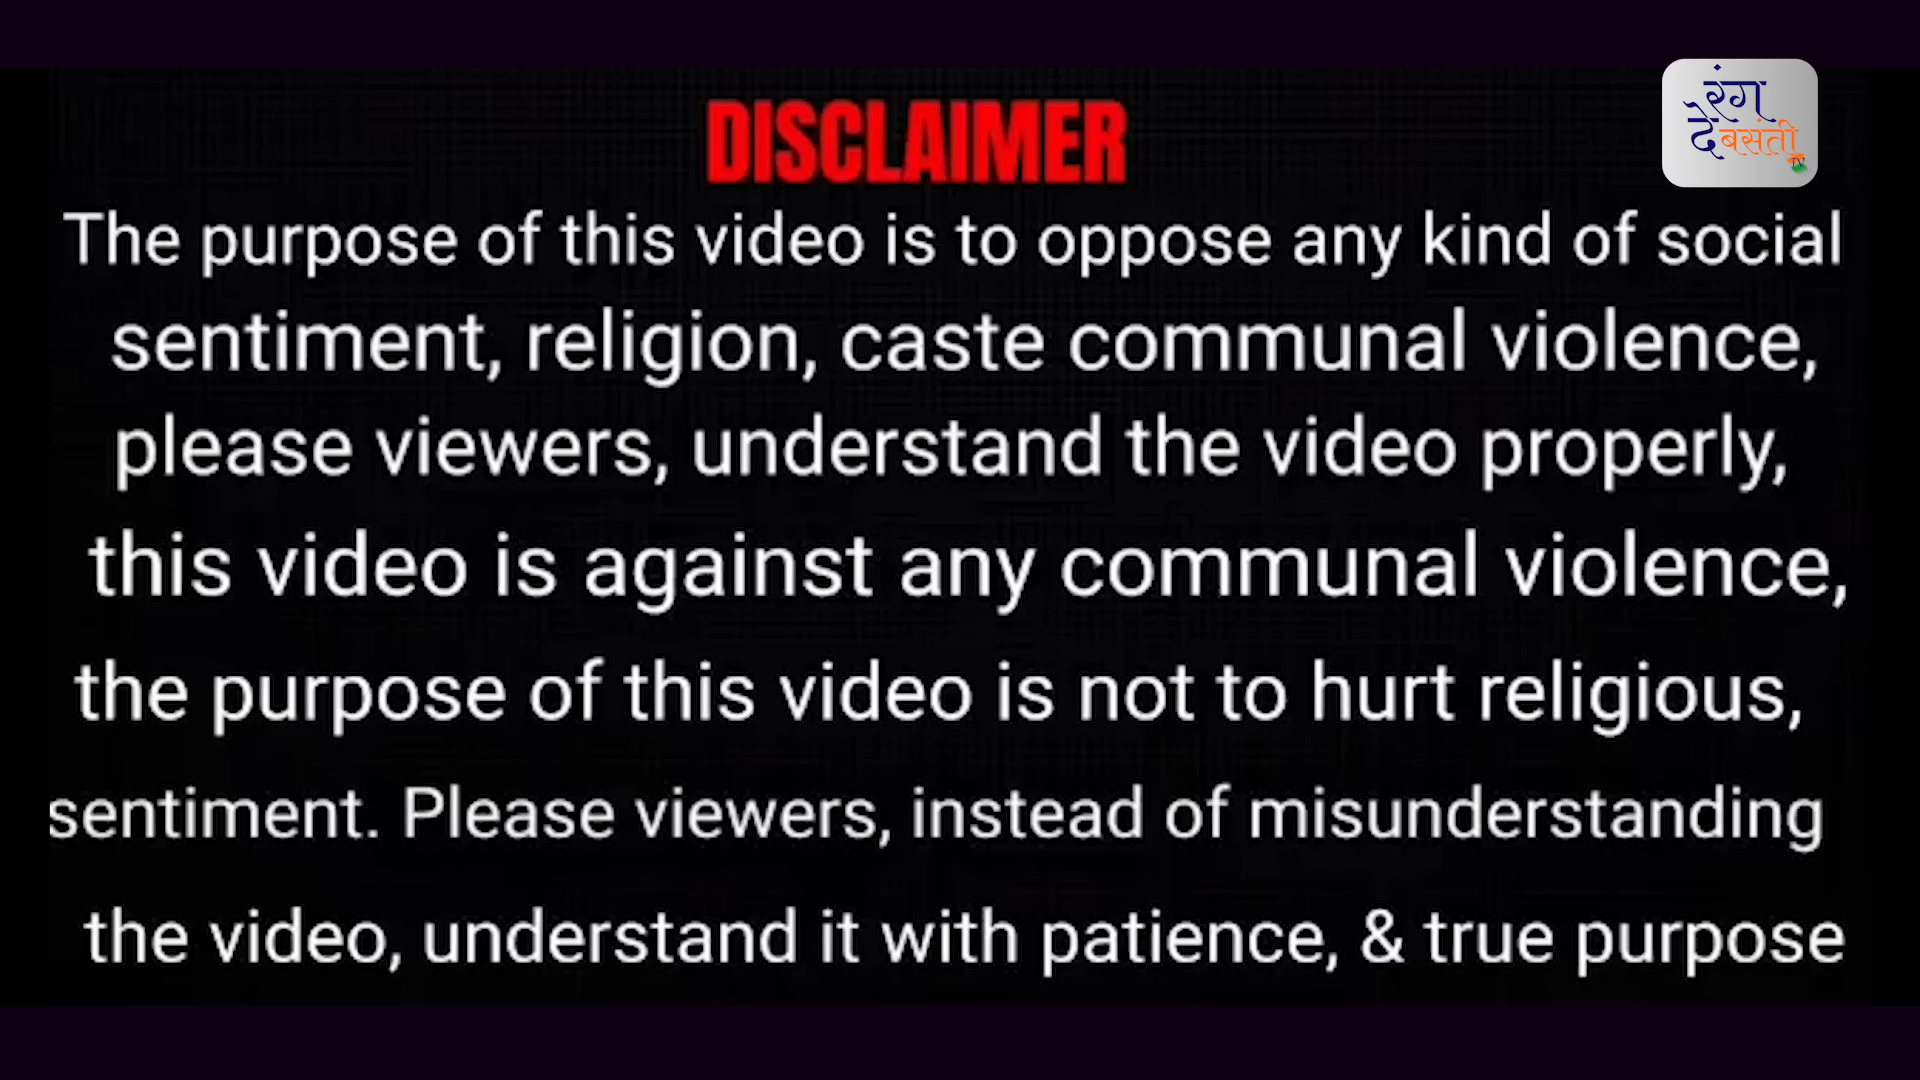 रंग
दे बसंती
TV
DISCLAIMER
The purpose of this video is to oppose any kind of social
sentiment, religion, caste communal violence,
please viewers, understand the video properly,
this video is against any communal violence,
the purpose of this video is not to hurt religious,
sentiment. Please viewers, instead of misunderstanding
the video, understand it with patience, & true purpose